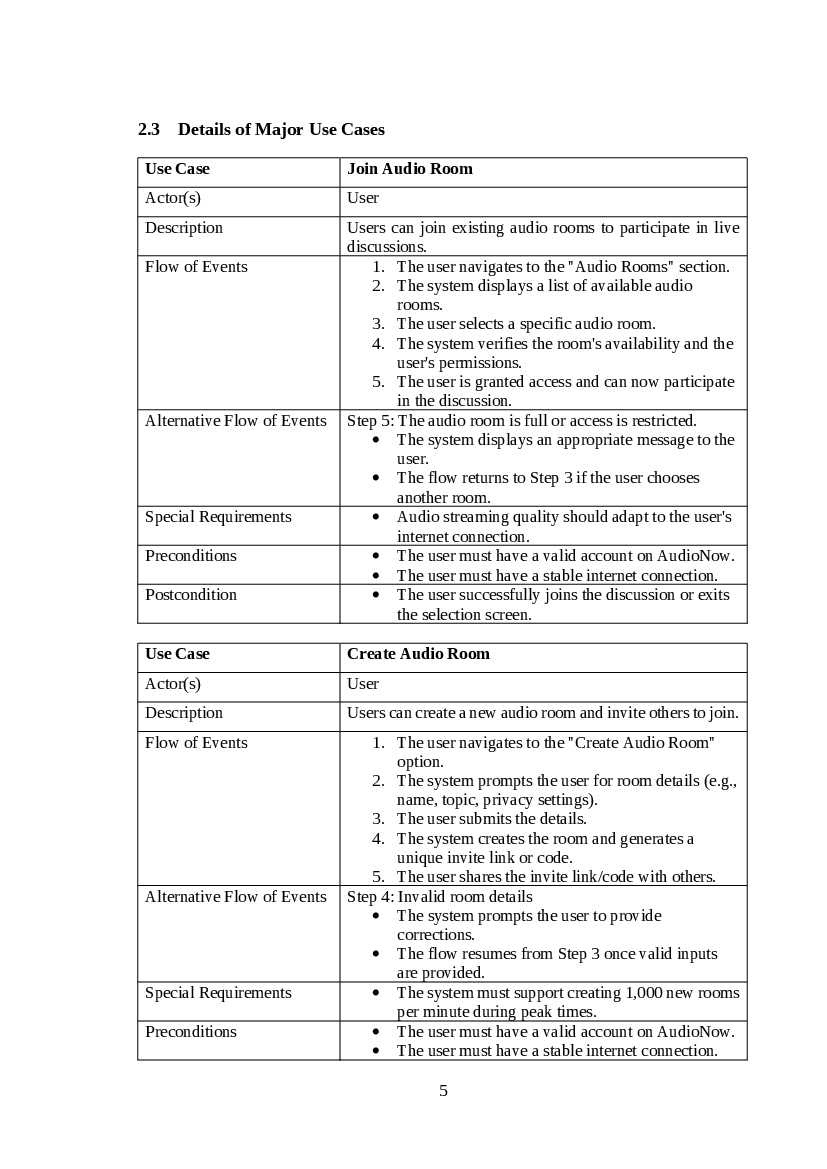 2.3 Details of Major Use Cases
Use Case
Join Audio Room
Actor(s)
User
Description
Users can join existing audio rooms to participate in live
discussions.
Flow of Events
1. The user navigates to the "Audio Rooms" section.
2. The system displays a list of available audio
rooms.
3. The user selects a specific audio room.
4. The system verifies the room's availability and the
user's permissions.
5. The user is granted access and can now participate
in the discussion.
Alternative Flow of Events
Step 5: The audio room is full or access is restricted.
• The system displays an appropriate message to the
user.
• The flow returns to Step 3 if the user chooses
another room.
Special Requirements
• Audio streaming quality should adapt to the user's
internet connection.
Preconditions
• The user must have a valid account on AudioNow.
• The user must have a stable internet connection.
Postcondition
• The user successfully joins the discussion or exits
the selection screen.
Use Case
Create Audio Room
Actor(s)
User
Description
Users can create a new audio room and invite others to join.
Flow of Events
1. The user navigates to the "Create Audio Room"
option.
2. The system prompts the user for room details (e.g.,
name, topic, privacy settings).
3. The user submits the details.
4. The system creates the room and generates a
unique invite link or code.
5. The user shares the invite link/code with others.
Alternative Flow of Events
Step 4: Invalid room details
• The system prompts the user to provide
corrections.
• The flow resumes from Step 3 once valid inputs
are provided.
Special Requirements
• The system must support creating 1,000 new rooms
per minute during peak times.
Preconditions
• The user must have a valid account on AudioNow.
• The user must have a stable internet connection.
5